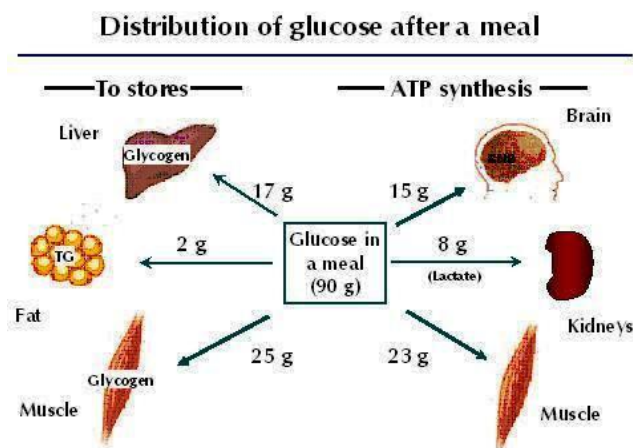 Distribution of glucose after a meal
To stores
ATP synthesis
Liver
Glycogen
Brain
17 g
15 g
TG
2 g
Glucose in
a meal
(90 g)
8 g
(Lactate)
Fat
Kidneys
25 g
23 g
Glycogen
Muscle
Muscle